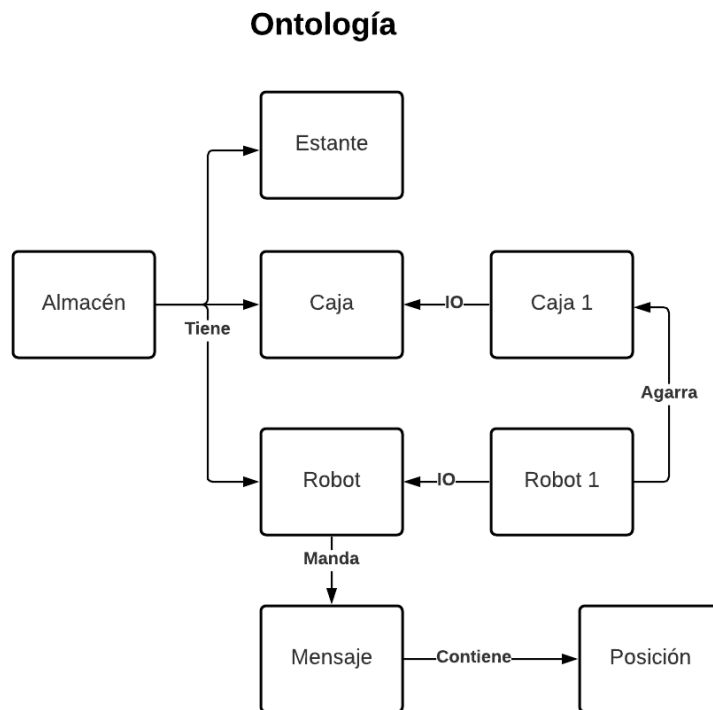 Ontología
Estante
Almacén
Caja
IO
Caja 1
Tiene
Agarra
Robot
IO
Robot 1
Manda
Mensaje
Contiene
Posición